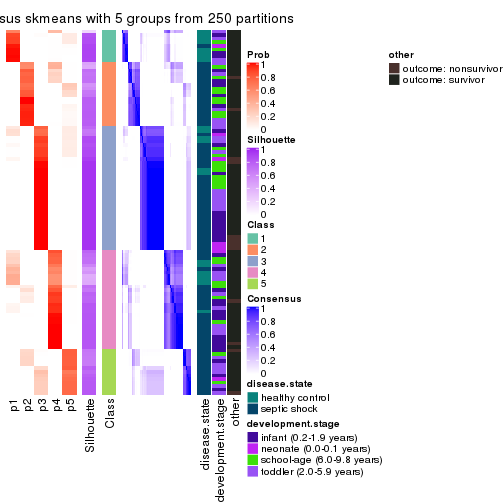 sus skmeans with 5 groups from 250 partitions
Prob
1
0.8
0.6
0.4
0.2
0
Silhouette
1
0.8
0.6
0.4
0.2
0
Class
1
2
3
4
5
Consensus
1
0.8
0.6
0.4
0.2
0
disease.state
healthy control
septic shock
development.stage
infant (0.2-1.9 years)
neonate (0.0-0.1 years)
school-age (6.0-9.8 years)
toddler (2.0-5.9 years)
other
outcome: nonsurvivor
outcome: survivor
p1
p2
p3
p4
p5
Silhouette
Class
disease.state
development.stage
other